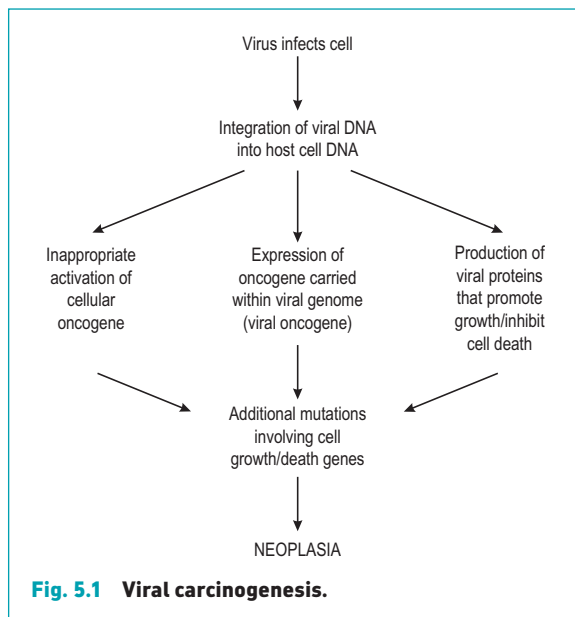 Virus infects cell
Integration of viral DNA
into host cell DNA
Inappropriate
activation of
cellular
oncogene
Expression of
oncogene carried
within viral genome
(viral oncogene)
Production of
viral proteins
that promote
growth/inhibit
cell death
Additional mutations
involving cell
growth/death genes
NEOPLASIA
Fig. 5.1 Viral carcinogenesis.